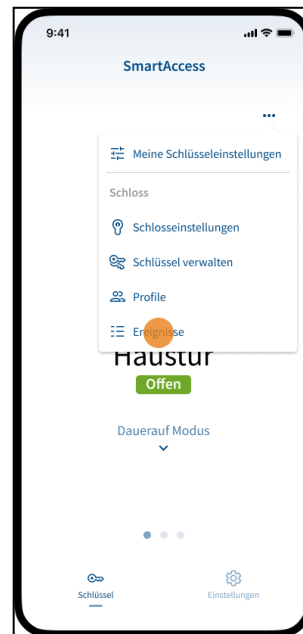 9:41
SmartAccess
Meine Schlüsseleinstellungen
Schloss
Schlosseinstellungen
Schlüssel verwalten
Profile
Ereignisse
Haustür
Offen
Dauerauf Modus
Schlüssel
Einstellungen